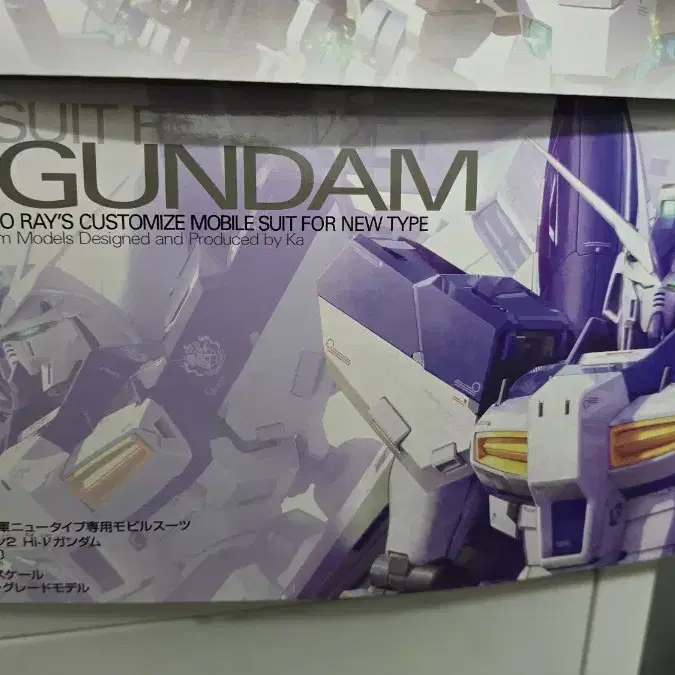 SUIT R
GUNDAM
O RAY'S CUSTOMIZE MOBILE SUIT FOR NEW TYPE
m Models Designed and Produced by Ka
軍ニュータイプ専用モビルスーツ
ν2 Hi-νガンダム
スケール
グレードモデル